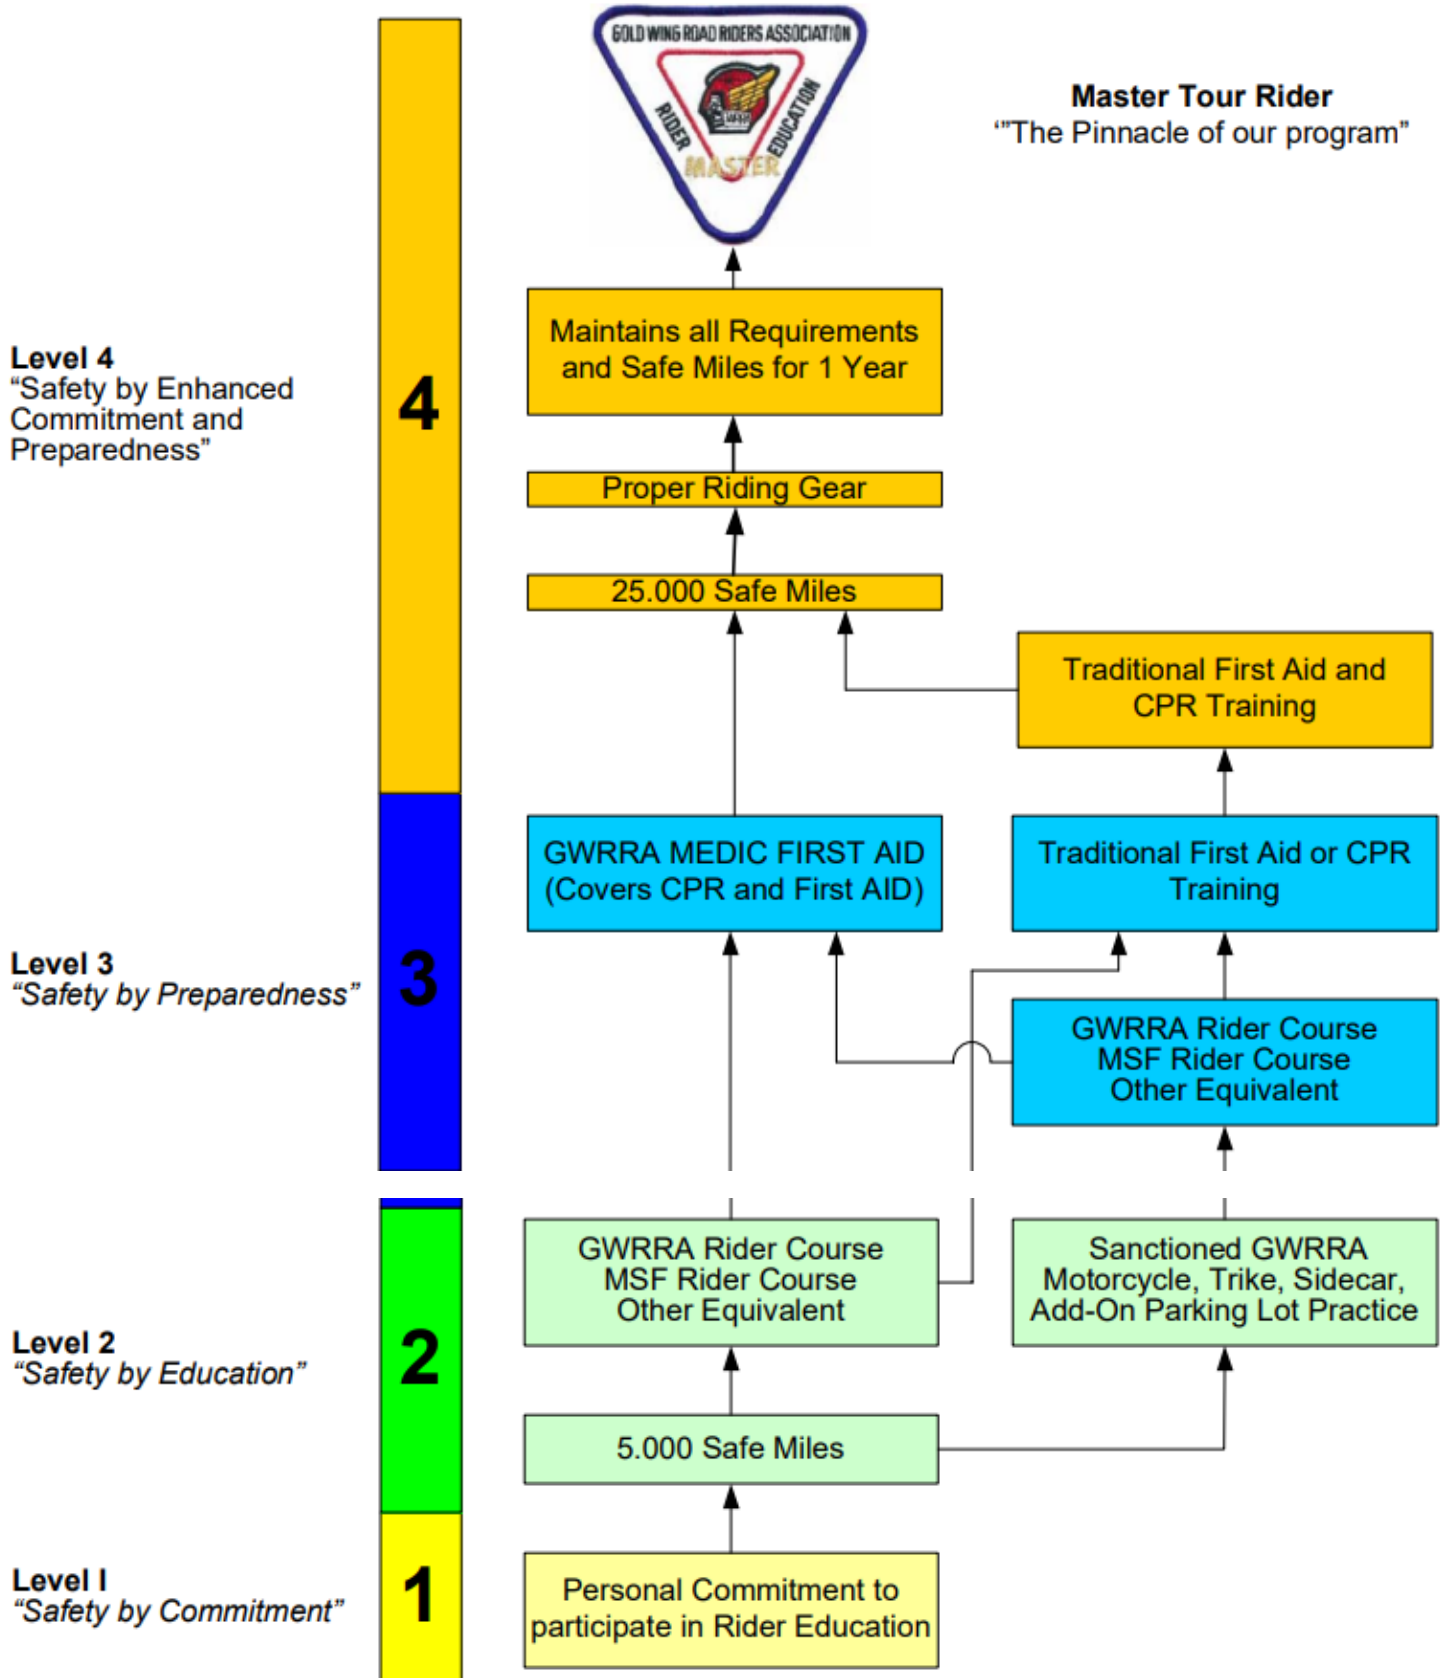 GOLD WING ROAD RIDERS ASSOCIATION
RIDER
EDUCATION
MASTER
Master Tour Rider
‘"The Pinnacle of our program”
Maintains all Requirements
and Safe Miles for 1 Year
Level 4
“Safety by Enhanced
Commitment and
Preparedness”
4
Proper Riding Gear
25.000 Safe Miles
Traditional First Aid and
CPR Training
GWRRA MEDIC FIRST AID
(Covers CPR and First AID)
Traditional First Aid or CPR
Training
Level 3
“Safety by Preparedness”
3
GWRRA Rider Course
MSF Rider Course
Other Equivalent
GWRRA Rider Course
MSF Rider Course
Other Equivalent
Sanctioned GWRRA
Motorcycle, Trike, Sidecar,
Add-On Parking Lot Practice
Level 2
“Safety by Education”
2
5.000 Safe Miles
Level I
“Safety by Commitment”
1
Personal Commitment to
participate in Rider Education